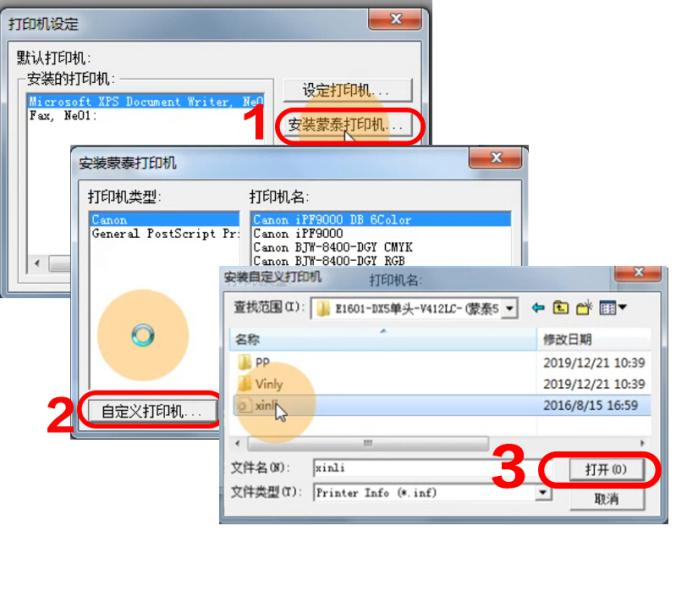 打印机设定
默认打印机:
安装的打印机:
Microsoft XPS Document Writer, Ne0
Fax, Ne01:
设定打印机...
1
安装蒙泰打印机...
安装蒙泰打印机
打印机类型:
打印机名:
Canon
General PostScript Pr:
Canon iPF9000 DB 6Color
Canon iPF9000
Canon BJW-8400-DGY CMYK
Canon BJW-8400-DGY RGB
2
自定义打印机...
安装自定义打印机
打印机名:
查找范围(I):
E1601-DX5单头-V412LC-(蒙泰5
名称
修改日期
PP
2019/12/21 10:39
Vinly
2019/12/21 10:39
xinli
2016/8/15 16:59
文件名(N):
xinli
3
打开(O)
文件类型(T):
Printer Info (*.inf)
取消